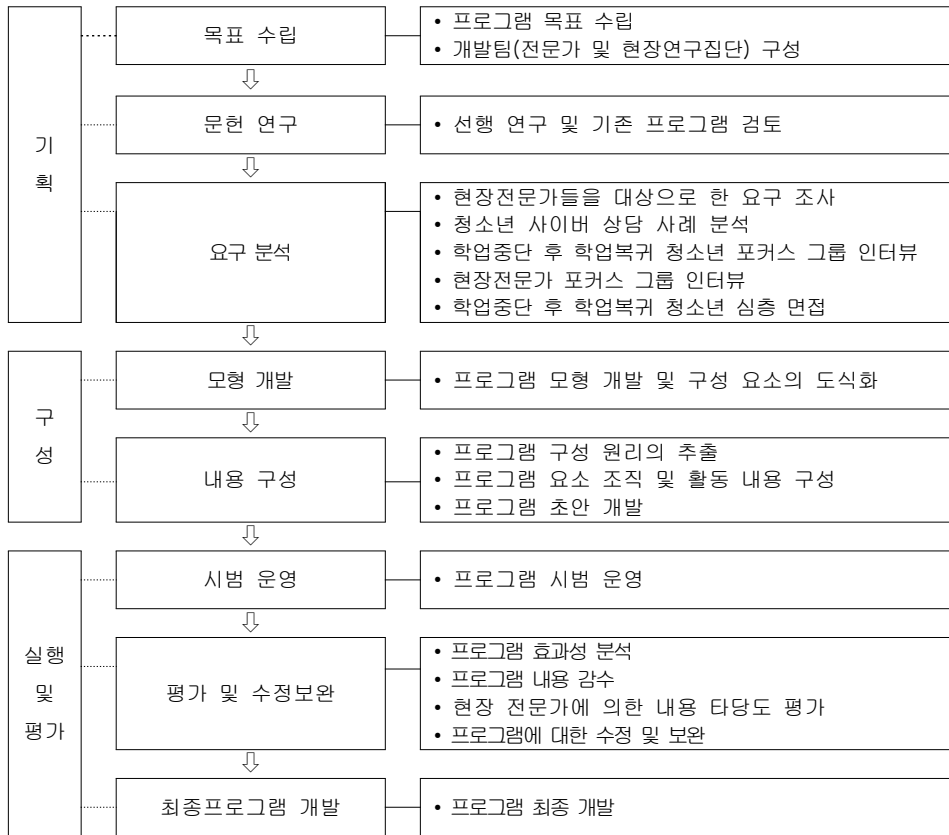 기
획
목표 수립
• 프로그램 목표 수립
• 개발팀(전문가 및 현장연구집단) 구성
문헌 연구
• 선행 연구 및 기존 프로그램 검토
요구 분석
• 현장전문가들을 대상으로 한 요구 조사
• 청소년 사이버 상담 사례 분석
• 학업중단 후 학업복귀 청소년 포커스 그룹 인터뷰
• 현장전문가 포커스 그룹 인터뷰
• 학업중단 후 학업복귀 청소년 심층 면접
구
성
모형 개발
• 프로그램 모형 개발 및 구성 요소의 도식화
내용 구성
• 프로그램 구성 원리의 추출
• 프로그램 요소 조직 및 활동 내용 구성
• 프로그램 초안 개발
실행
및
평가
시범 운영
• 프로그램 시범 운영
평가 및 수정보완
• 프로그램 효과성 분석
• 프로그램 내용 감수
• 현장 전문가에 의한 내용 타당도 평가
• 프로그램에 대한 수정 및 보완
최종프로그램 개발
• 프로그램 최종 개발